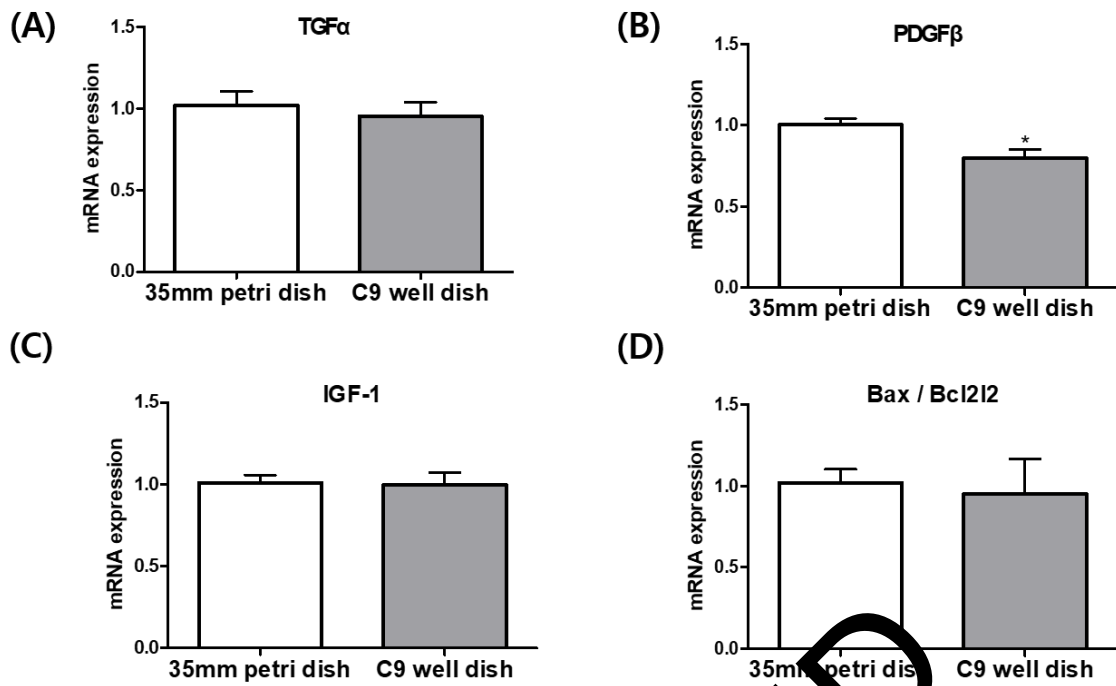 (A)
TGFα
mRNA expression
1.5
1.0
0.5
0.0
35mm petri dish
C9 well dish
(B)
PDGFβ
mRNA expression
1.5
1.0
0.5
0.0
*
35mm petri dish
C9 well dish
(C)
IGF-1
mRNA expression
1.5
1.0
0.5
0.0
35mm petri dish
C9 well dish
(D)
Bax / Bcl2l2
mRNA expression
1.5
1.0
0.5
0.0
35mm petri dish
C9 well dish